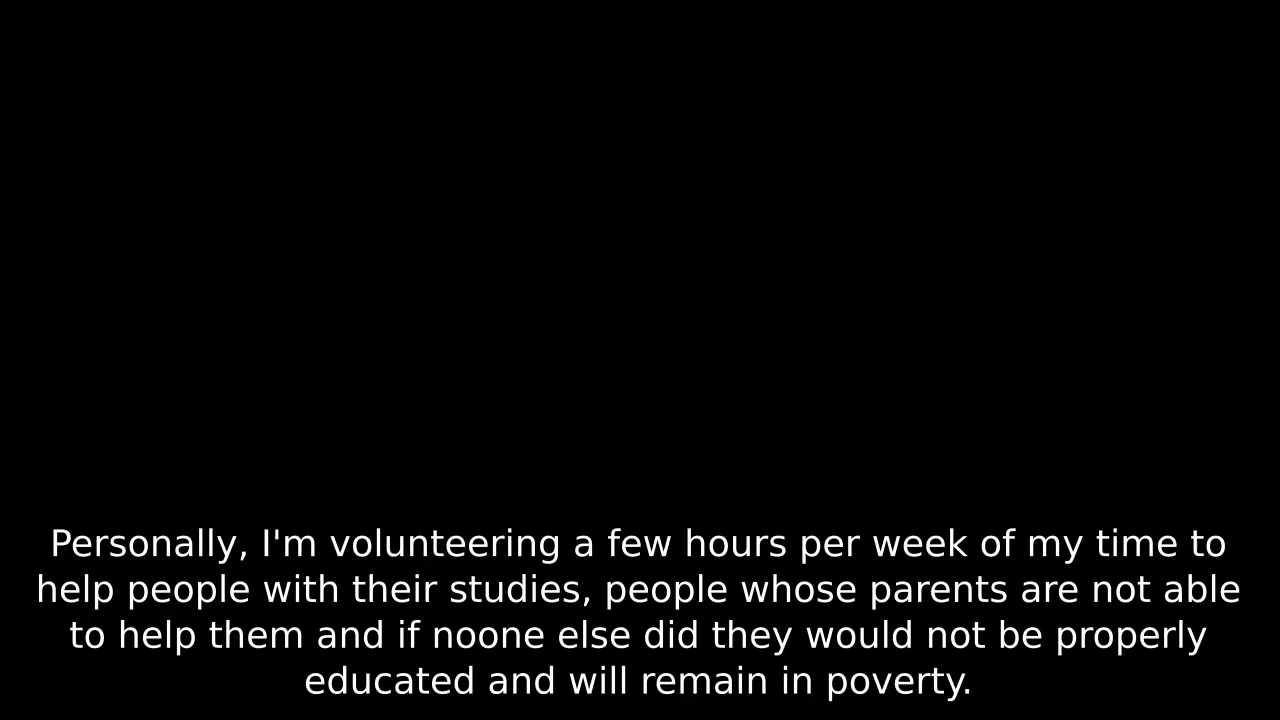 Personally, I'm volunteering a few hours per week of my time to
help people with their studies, people whose parents are not able
to help them and if noone else did they would not be properly
educated and will remain in poverty.